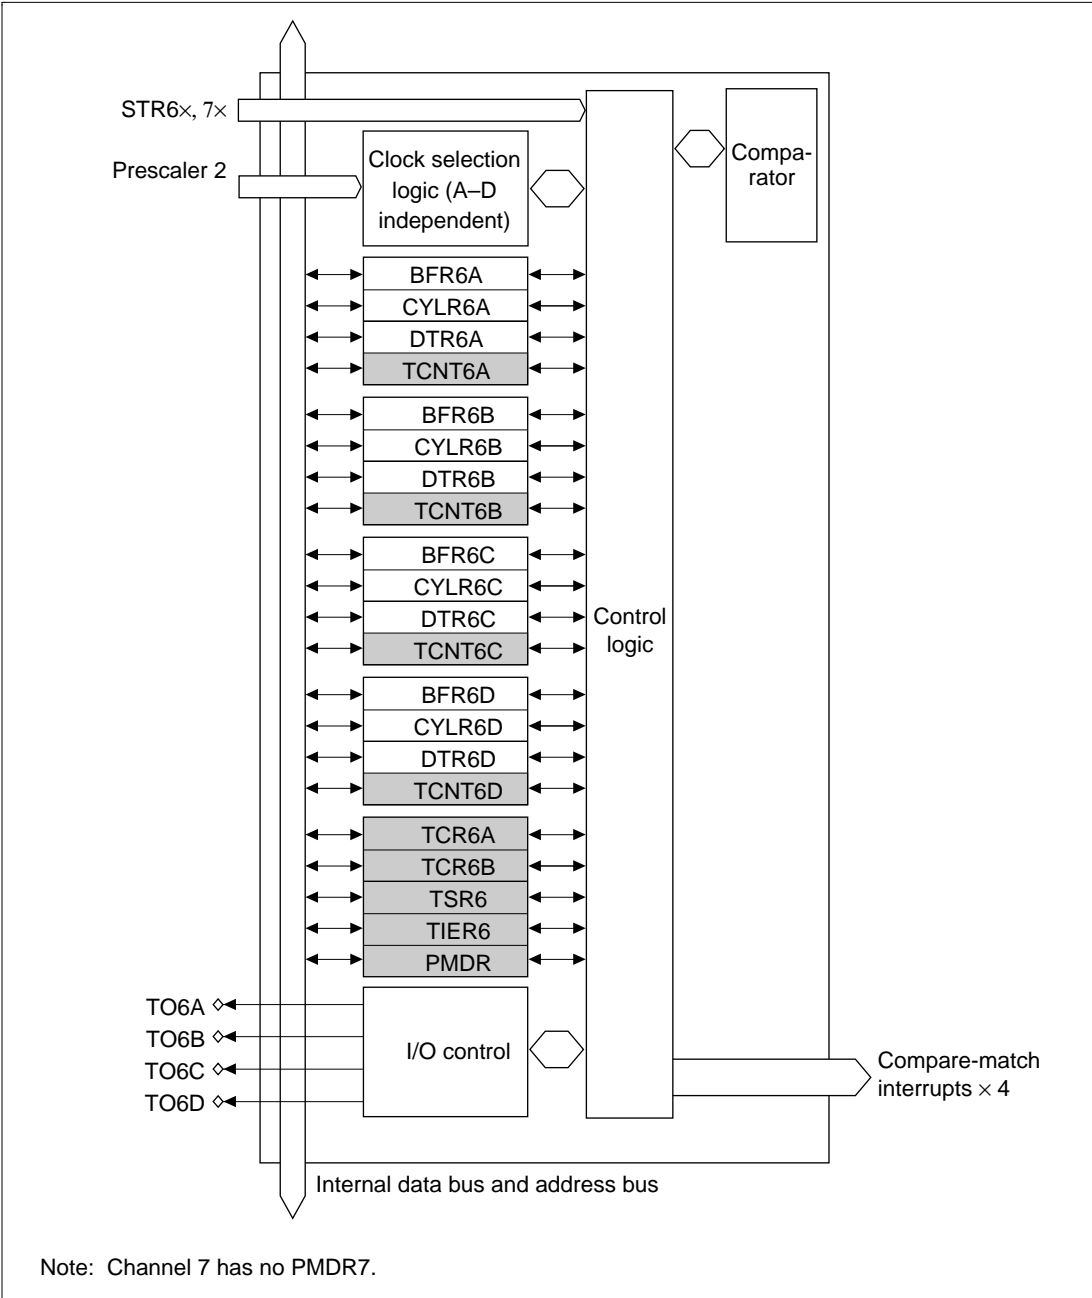 STR6×, 7×
Prescaler 2
Clock selection
logic (A–D
independent)
Compa-
rator
BFR6A
CYLR6A
DTR6A
TCNT6A
BFR6B
CYLR6B
DTR6B
TCNT6B
BFR6C
CYLR6C
DTR6C
TCNT6C
Control
logic
BFR6D
CYLR6D
DTR6D
TCNT6D
TCR6A
TCR6B
TSR6
TIER6
PMDR
TO6A
TO6B
TO6C
TO6D
I/O control
Compare-match
interrupts × 4
Internal data bus and address bus
Note: Channel 7 has no PMDR7.